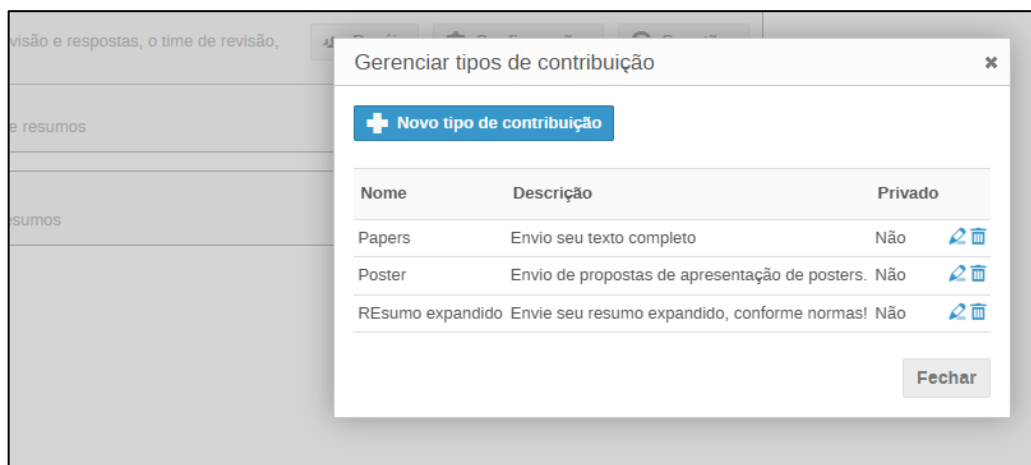 visão e respostas, o time de revisão,
Gerenciar tipos de contribuição
e resumos
Novo tipo de contribuição
Nome Descrição Privado
esumos
Papers Envio seu texto completo Não
Poster Envio de propostas de apresentação de posters. Não
REsumo expandido Envie seu resumo expandido, conforme normas! Não
Fechar